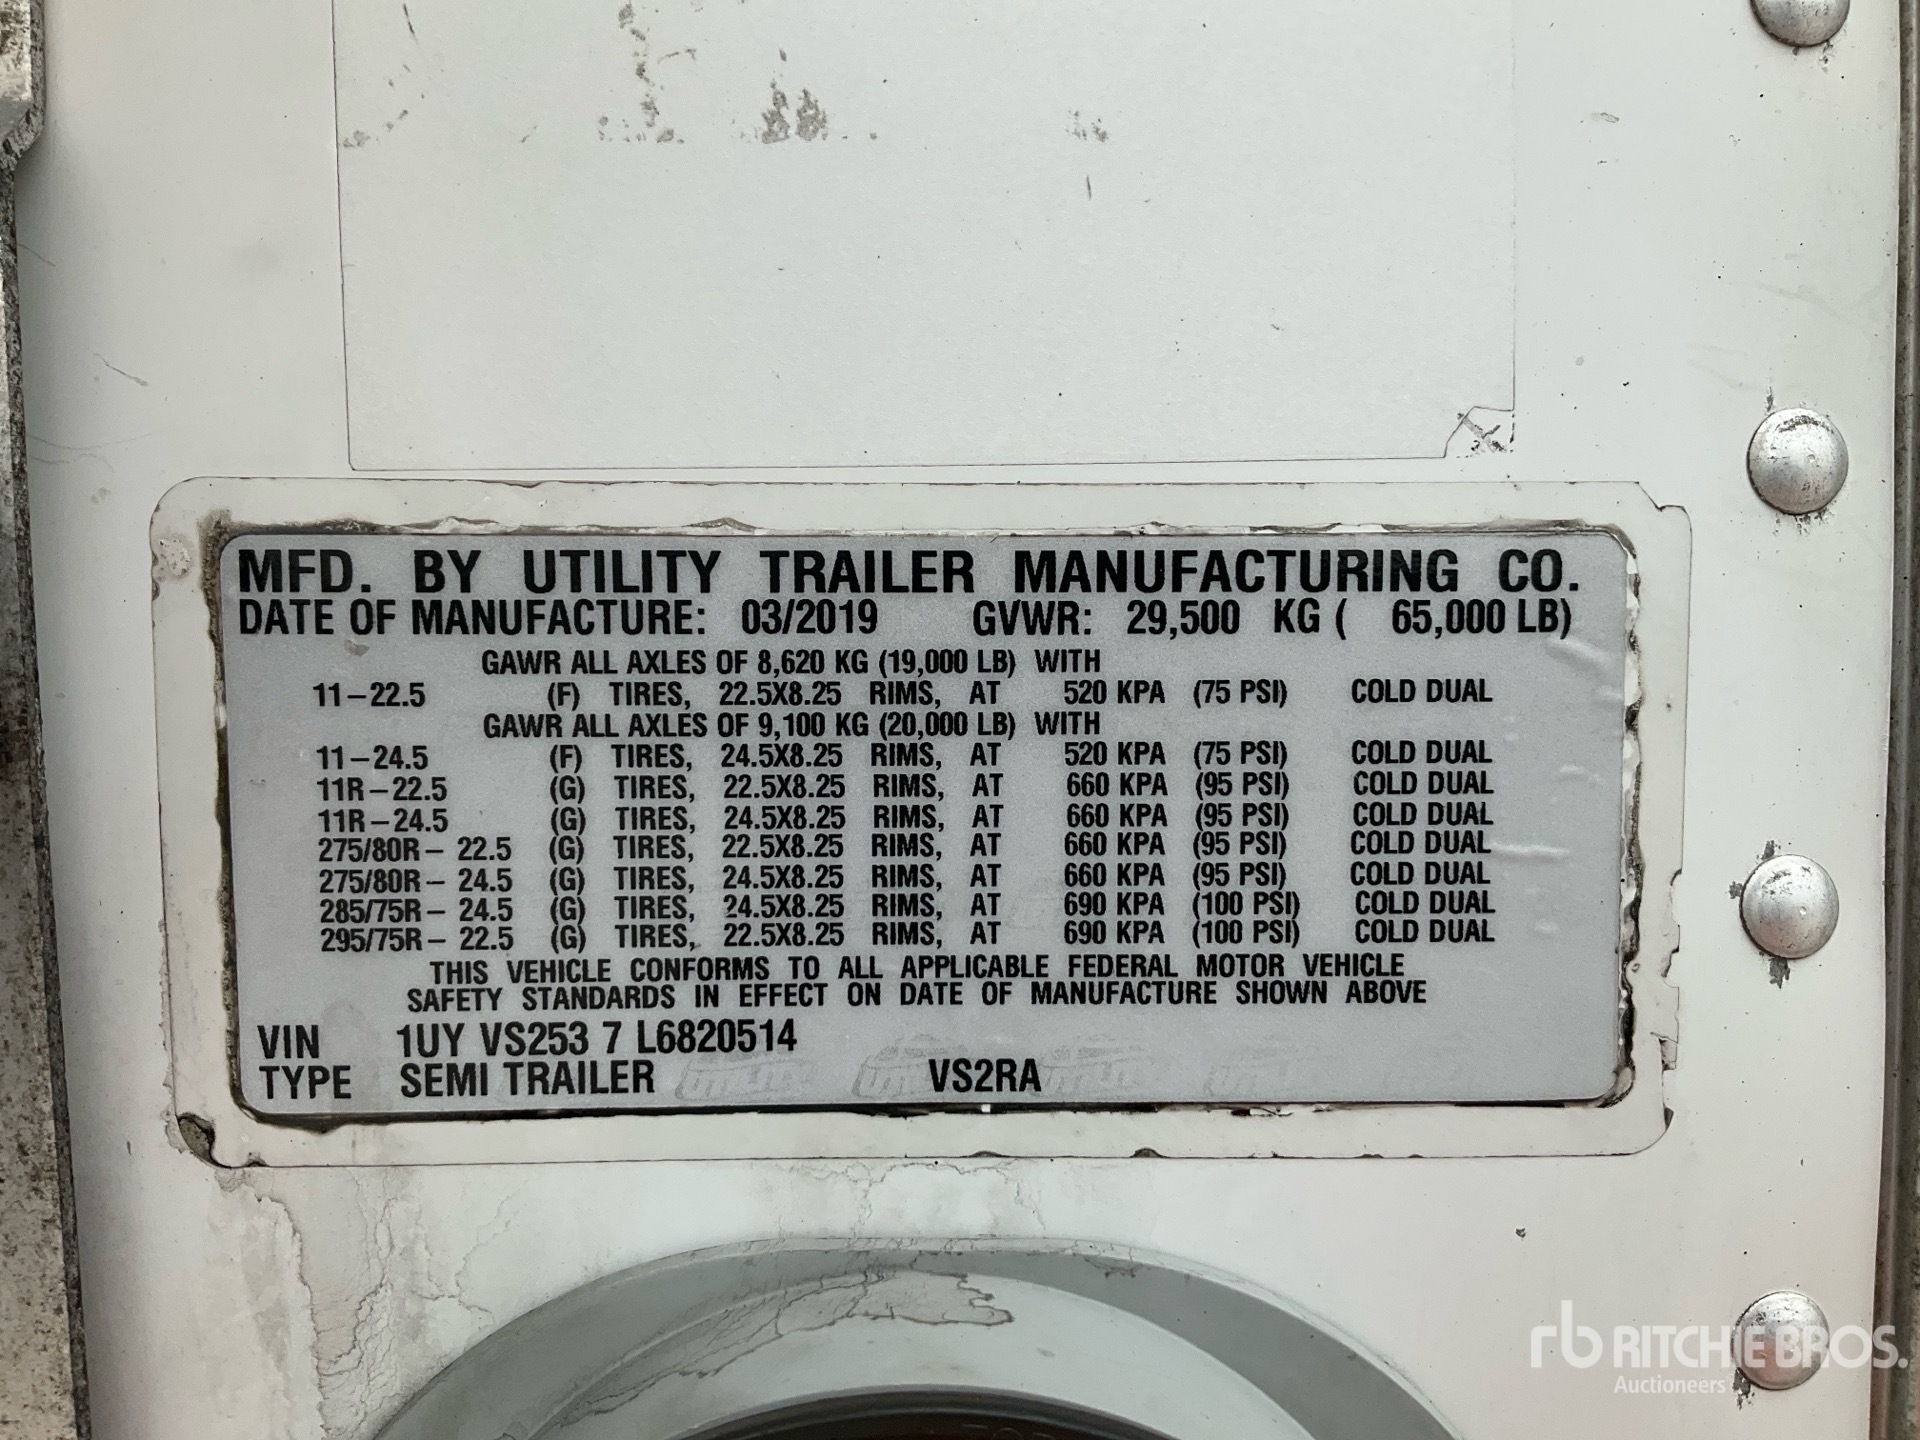 MFD. BY UTILITY TRAILER MANUFACTURING CO.
DATE OF MANUFACTURE: 03/2019 GVWR: 29,500 KG ( 65,000 LB)
GAWR ALL AXLES OF 8,620 KG (19,000 LB) WITH
11-22.5 (F) TIRES, 22.5X8.25 RIMS, AT 520 KPA (75 PSI) COLD DUAL
GAWR ALL AXLES OF 9,100 KG (20,000 LB) WITH
11-24.5 (F) TIRES, 24.5X8.25 RIMS, AT 520 KPA (75 PSI) COLD DUAL
11R-22.5 (G) TIRES, 22.5X8.25 RIMS, AT 660 KPA (95 PSI) COLD DUAL
11R-24.5 (G) TIRES, 24.5X8.25 RIMS, AT 660 KPA (95 PSI) COLD DUAL
275/80R- 22.5 (G) TIRES, 22.5X8.25 RIMS, AT 660 KPA (95 PSI) COLD DUAL
275/80R- 24.5 (G) TIRES, 24.5X8.25 RIMS, AT 660 KPA (95 PSI) COLD DUAL
285/75R- 24.5 (G) TIRES, 24.5X8.25 RIMS, AT 690 KPA (100 PSI) COLD DUAL
295/75R- 22.5 (G) TIRES, 22.5X8.25 RIMS, AT 690 KPA (100 PSI) COLD DUAL
THIS VEHICLE CONFORMS TO ALL APPLICABLE FEDERAL MOTOR VEHICLE
SAFETY STANDARDS IN EFFECT ON DATE OF MANUFACTURE SHOWN ABOVE
VIN 1UY VS253 7 L6820514
TYPE SEMI TRAILER VS2RA
rb RITCHIE BROS.
Auctioneers